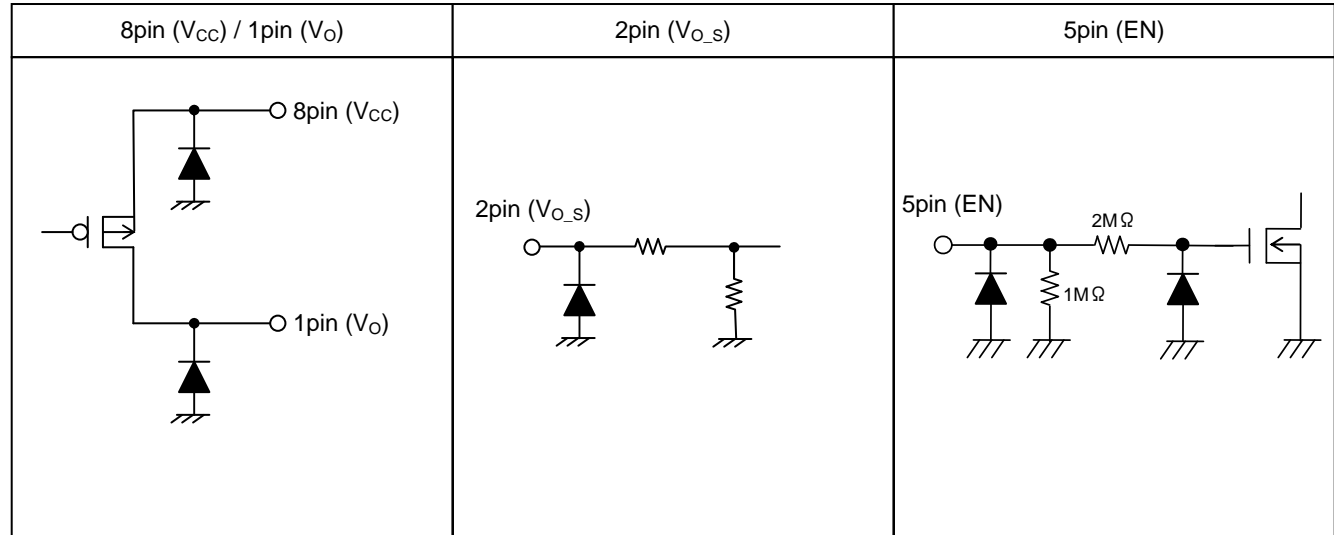 8pin (VCC) / 1pin (VO)
2pin (VO_S)
5pin (EN)
8pin (VCC)
1pin (VO)
2pin (VO_S)
5pin (EN)
2MΩ
1MΩ